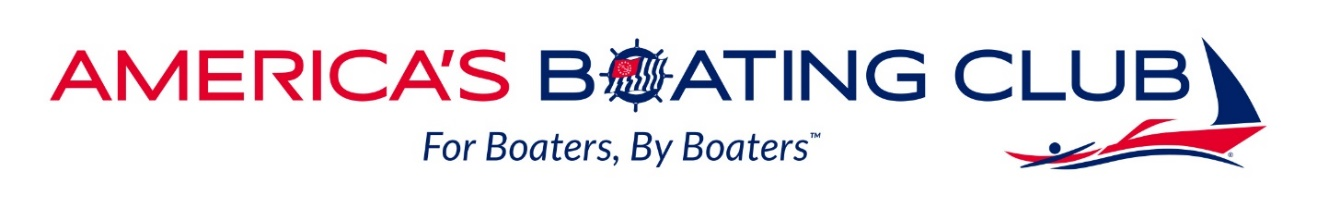 AMERICA'S BOATING CLUB
For Boaters, By Boaters™
®